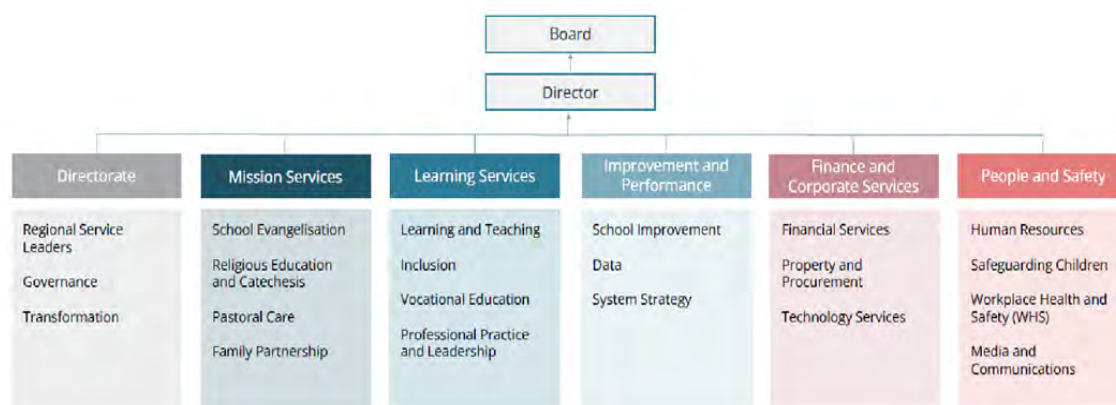 Board
Director
Directorate
Regional Service
Leaders
Governance
Transformation
Mission Services
School Evangelisation
Religious Education
and Catechesis
Pastoral Care
Family Partnership
Learning Services
Learning and Teaching
Inclusion
Vocational Education
Professional Practice
and Leadership
Improvement and
Performance
School Improvement
Data
System Strategy
Finance and
Corporate Services
Financial Services
Property and
Procurement
Technology Services
People and Safety
Human Resources
Safeguarding Children
Workplace Health and
Safety (WHS)
Media and
Communications